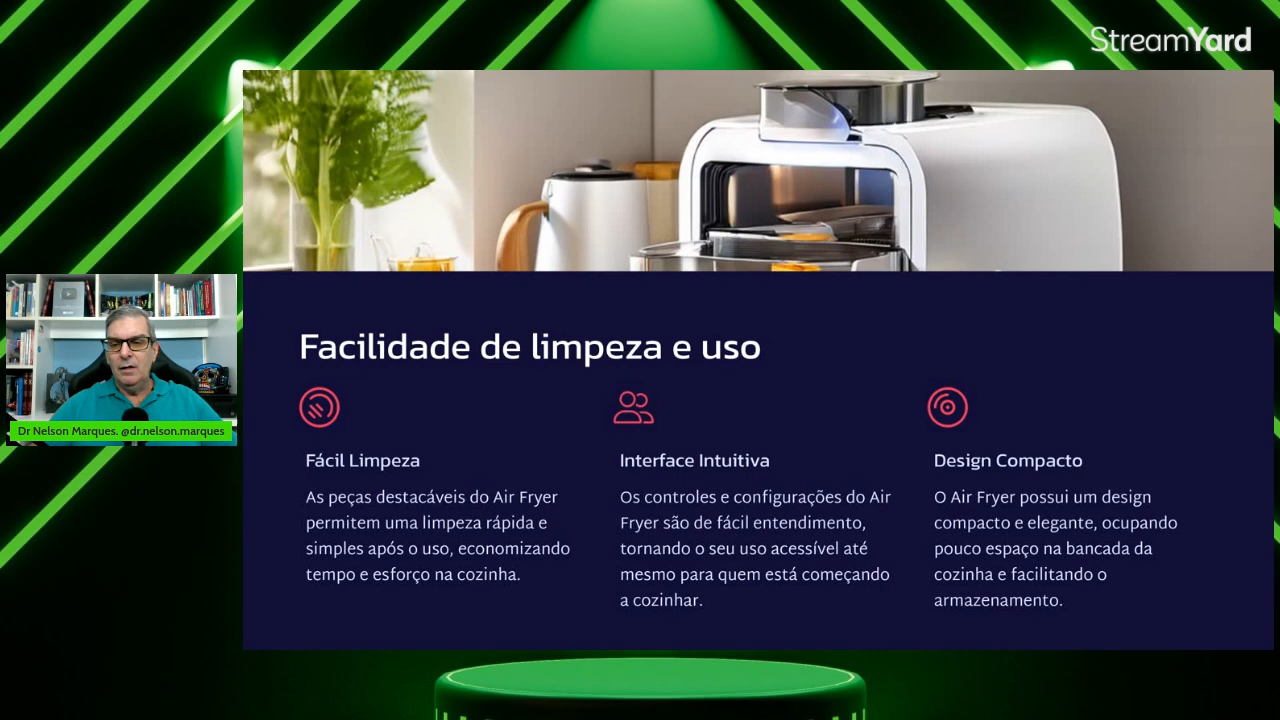 StreamYard
Facilidade de limpeza e uso
Fácil Limpeza
As peças destacáveis do Air Fryer
permitem uma limpeza rápida e
simples após o uso, economizando
tempo e esforço na cozinha.
Interface Intuitiva
Os controles e configurações do Air
Fryer são de fácil entendimento,
tornando o seu uso acessível até
mesmo para quem está começando
a cozinhar.
Design Compacto
O Air Fryer possui um design
compacto e elegante, ocupando
pouco espaço na bancada da
cozinha e facilitando o
armazenamento.
Dr Nelson Marques. @dr.nelson.marques